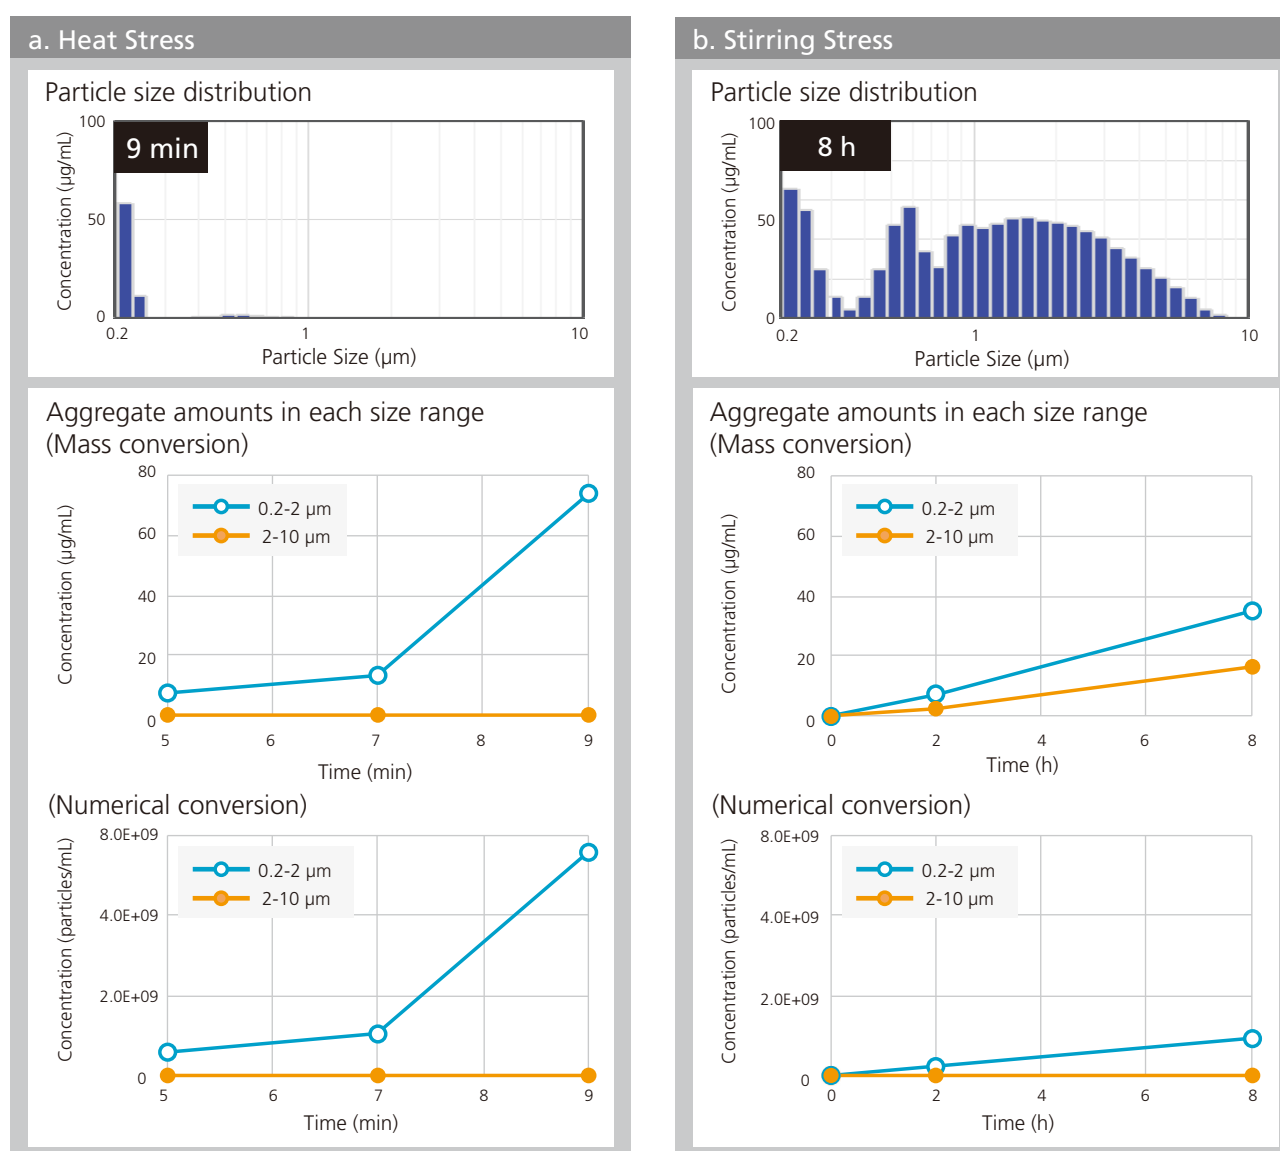 a. Heat Stress
Particle size distribution
Concentration (µg/mL)
100
50
0
9 min
0.2
1
10
Particle Size (µm)
Aggregate amounts in each size range
(Mass conversion)
Concentration (µg/mL)
80
60
40
20
0
0.2-2 µm
2-10 µm
5
6
7
8
9
Time (min)
(Numerical conversion)
Concentration (particles/mL)
8.0E+09
4.0E+09
2.0E+09
0
0.2-2 µm
2-10 µm
5
6
7
8
9
Time (min)
b. Stirring Stress
Particle size distribution
Concentration (µg/mL)
100
50
0
8 h
0.2
1
10
Particle Size (µm)
Aggregate amounts in each size range
(Mass conversion)
Concentration (µg/mL)
80
60
40
20
0
0.2-2 µm
2-10 µm
0
2
4
6
8
Time (h)
(Numerical conversion)
Concentration (particles/mL)
8.0E+09
4.0E+09
2.0E+09
0
0.2-2 µm
2-10 µm
0
2
4
6
8
Time (h)